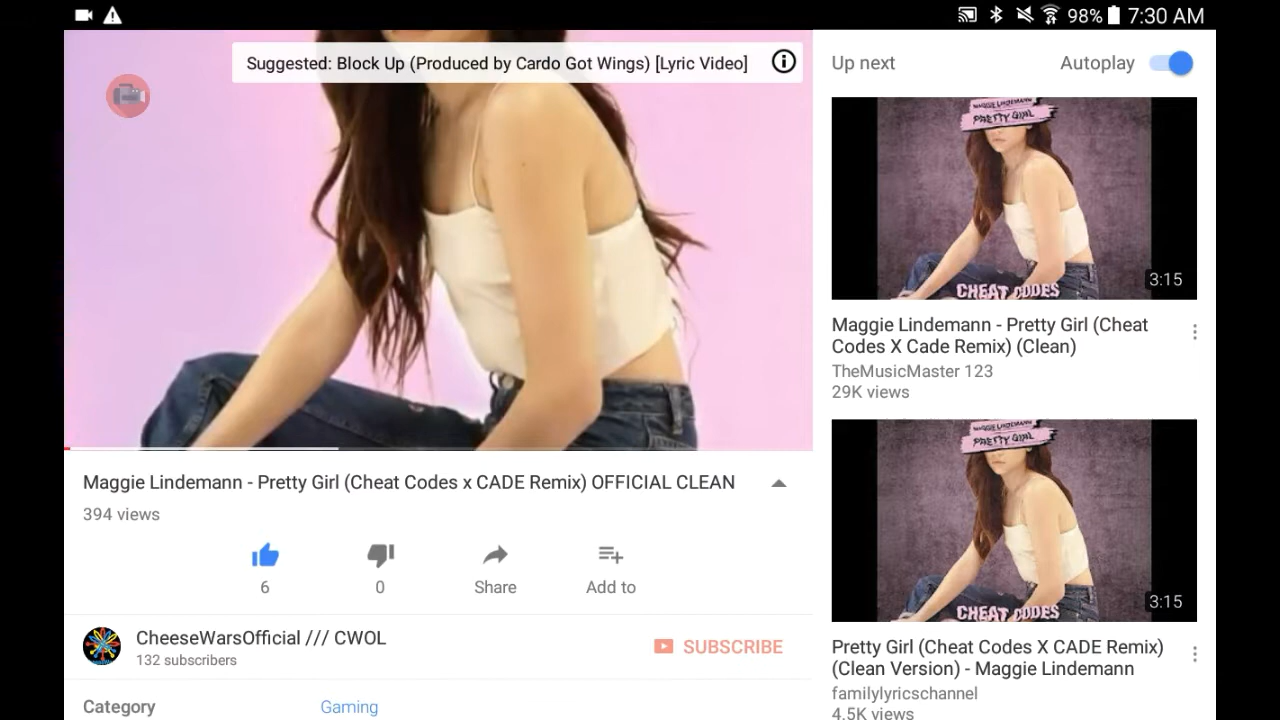 98% 7:30 AM
Suggested: Block Up (Produced by Cardo Got Wings) [Lyric Video]
Maggie Lindemann - Pretty Girl (Cheat Codes x CADE Remix) OFFICIAL CLEAN
394 views
6
0
Share
Add to
CheeseWarsOfficial /// CWOL
132 subscribers
SUBSCRIBE
Category
Gaming
Up next
Autoplay
MAGGIE LINDEMANN
PRETTY GIRL
CHEAT CODES
3:15
Maggie Lindemann - Pretty Girl (Cheat
Codes X Cade Remix) (Clean)
TheMusicMaster 123
29K views
MAGGIE LINDEMANN
PRETTY GIRL
CHEAT CODES
3:15
Pretty Girl (Cheat Codes X CADE Remix)
(Clean Version) - Maggie Lindemann
familylyricschannel
4.5K views